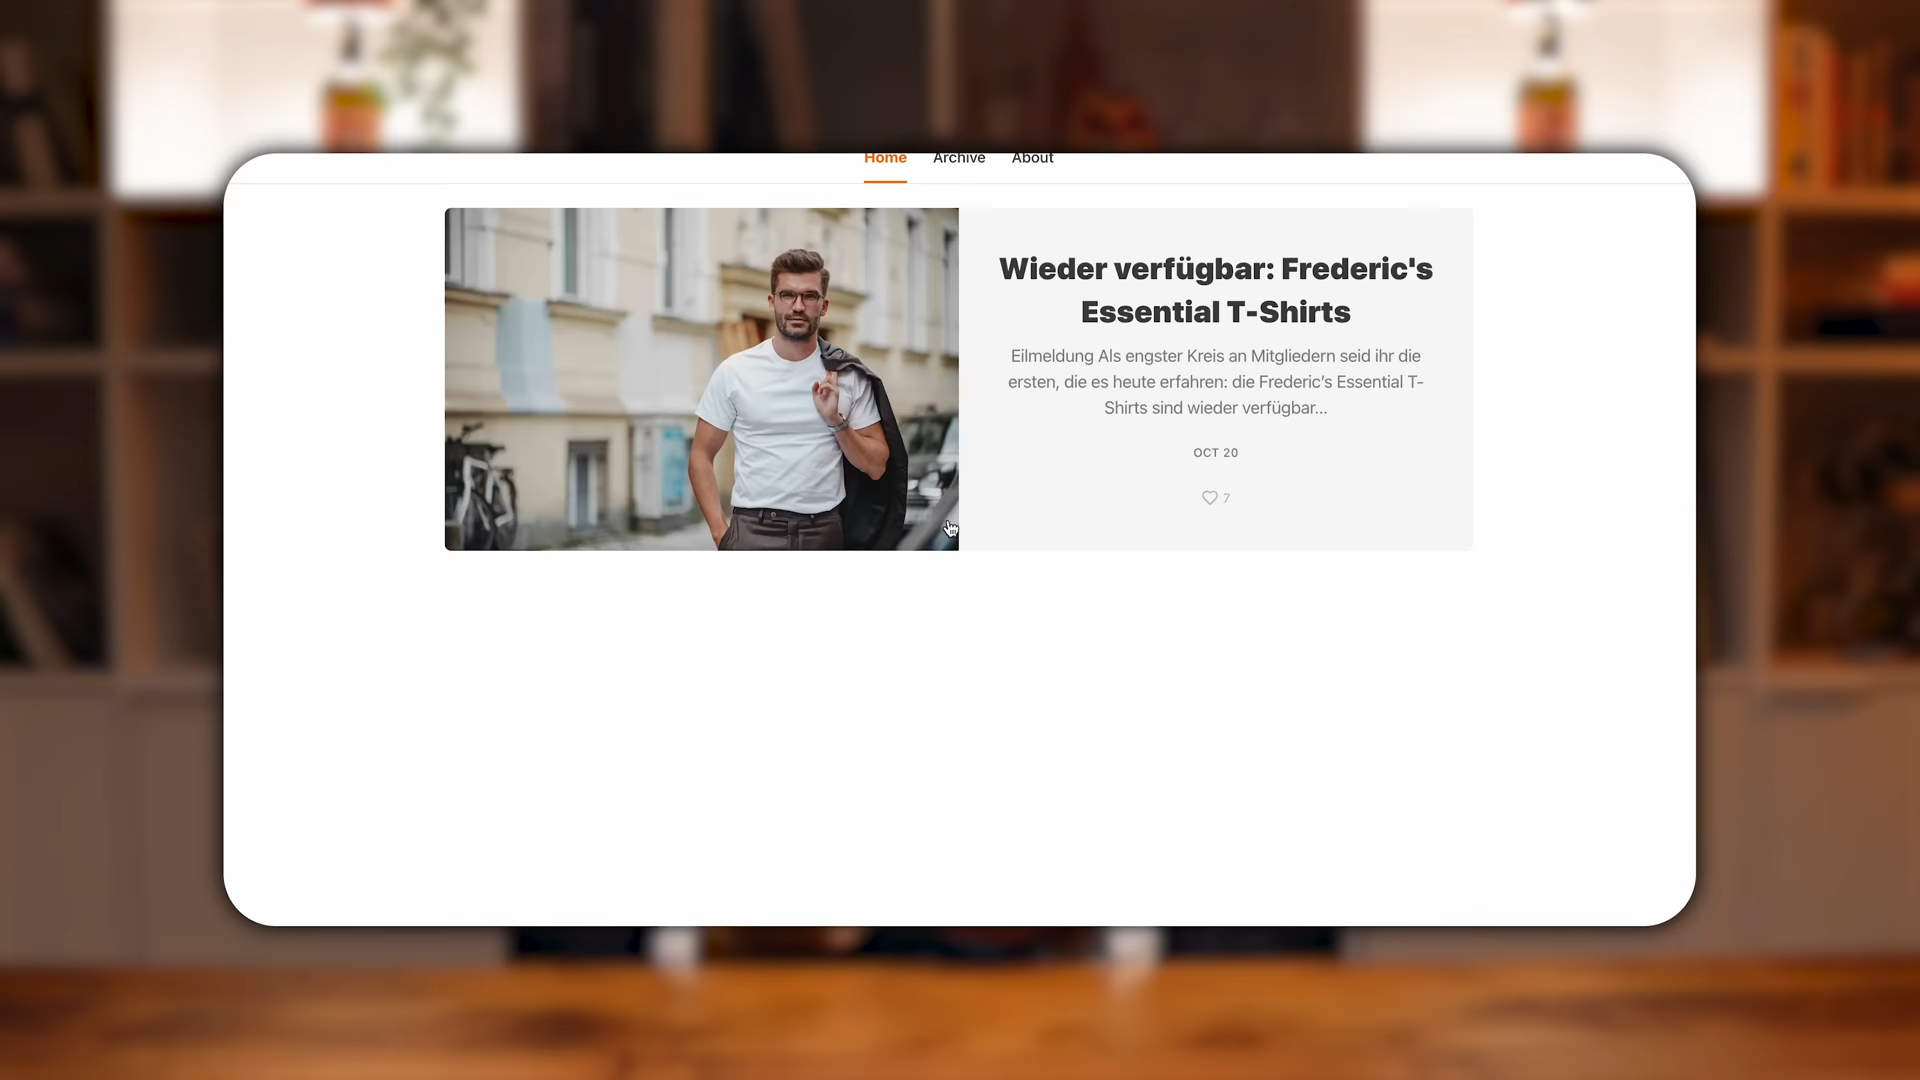 Home Archive About
Wieder verfügbar: Frederic's
Essential T-Shirts
Eilmeldung Als engster Kreis an Mitgliedern seid ihr die
ersten, die es heute erfahren: die Frederic’s Essential T-
Shirts sind wieder verfügbar...
OCT 20
7